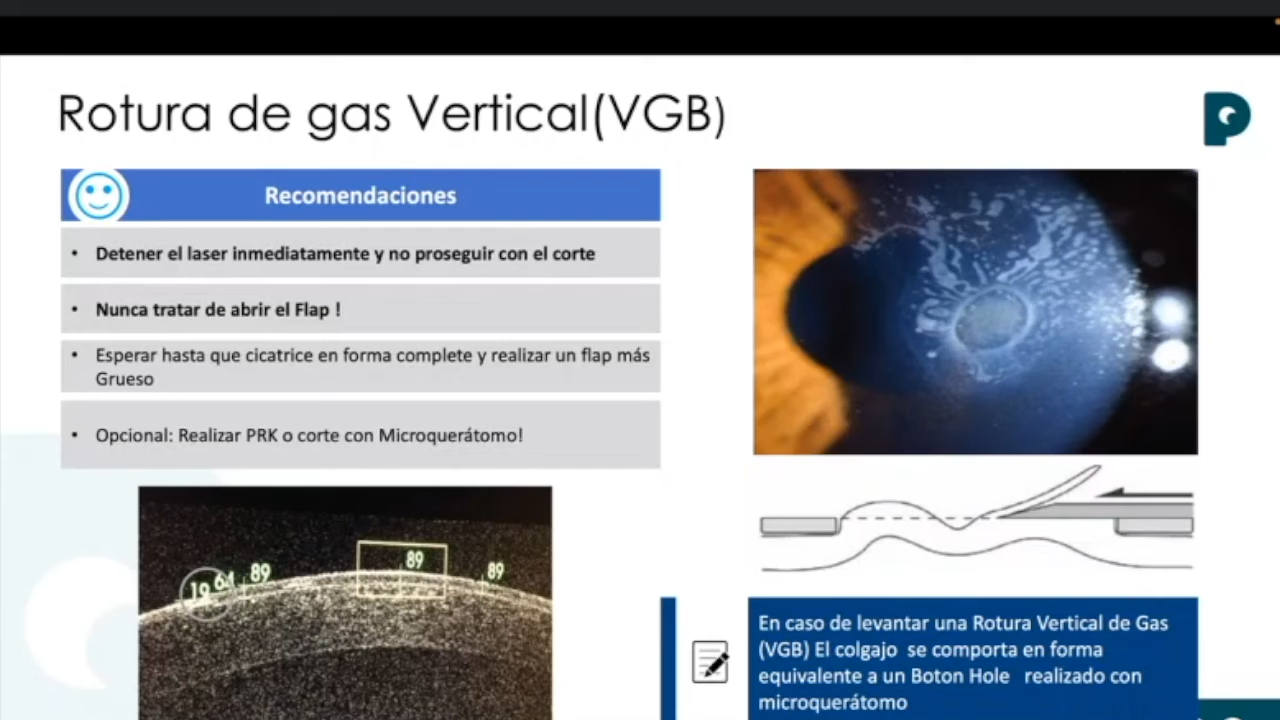 Rotura de gas Vertical(VGB)
Recomendaciones
• Detener el laser inmediatamente y no proseguir con el corte
• Nunca tratar de abrir el Flap !
• Esperar hasta que cicatrice en forma complete y realizar un flap más
Grueso
• Opcional: Realizar PRK o corte con Microquerátomo!
19 64 89 89 89
En caso de levantar una Rotura Vertical de Gas
(VGB) El colgajo se comporta en forma
equivalente a un Boton Hole realizado con
microquerátomo